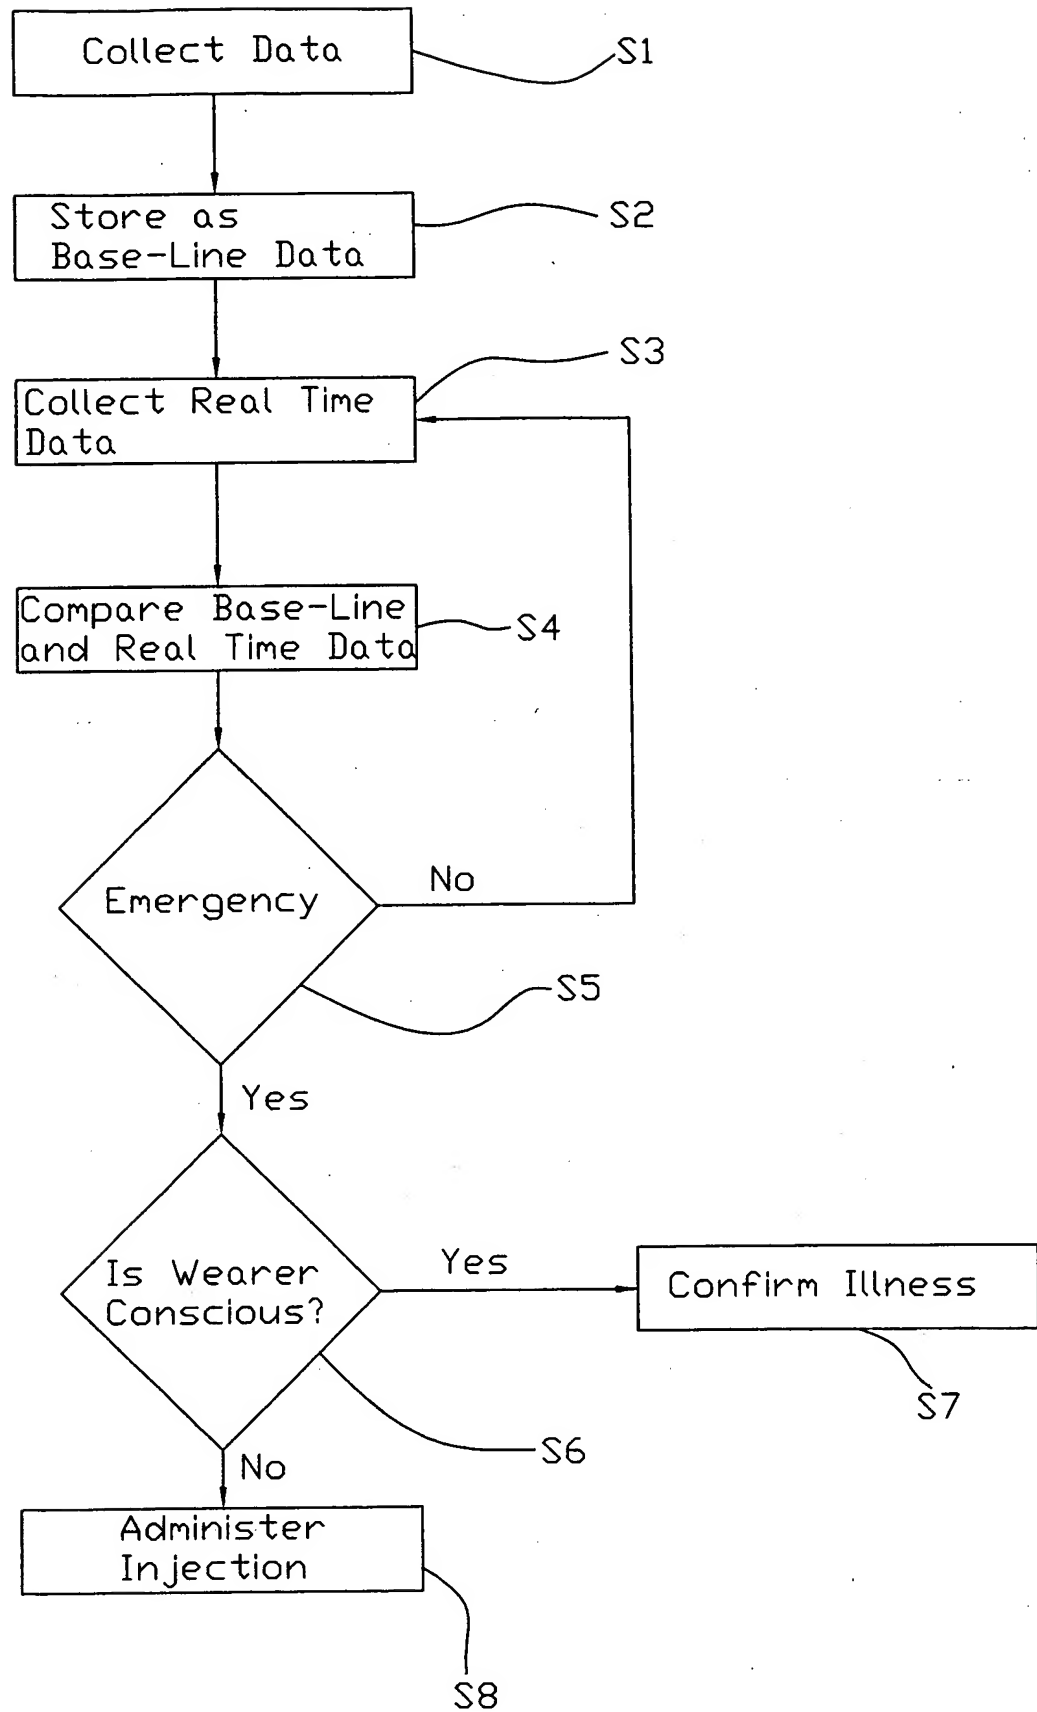 Collect Data
S1
Store as
Base-Line Data
S2
S3
Collect Real Time
Data
Compare Base-Line
and Real Time Data
S4
Emergency
No
S5
Yes
Is Wearer
Conscious?
Yes
Confirm Illness
S7
S6
No
Administer
Injection
S8